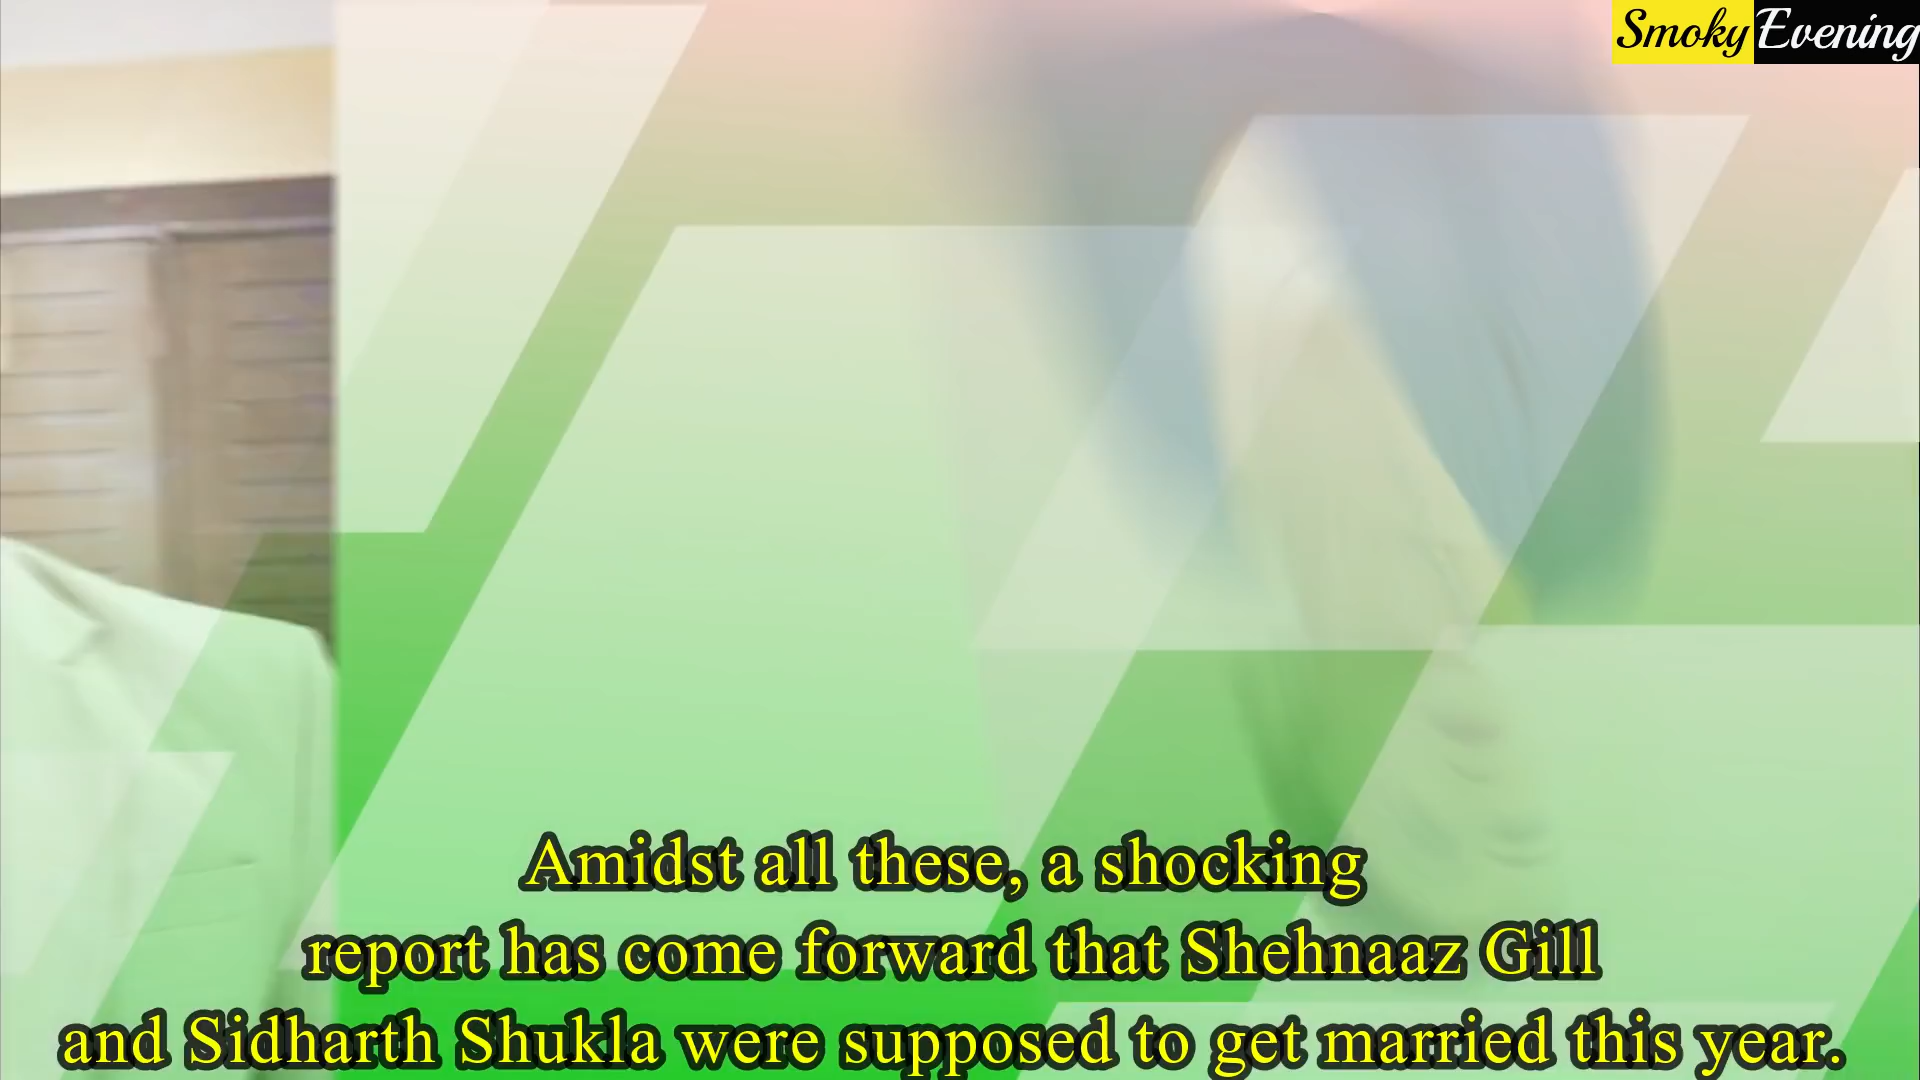 Smoky Evening
Amidst all these, a shocking
report has come forward that Shehnaaz Gill
and Sidharth Shukla were supposed to get married this year.